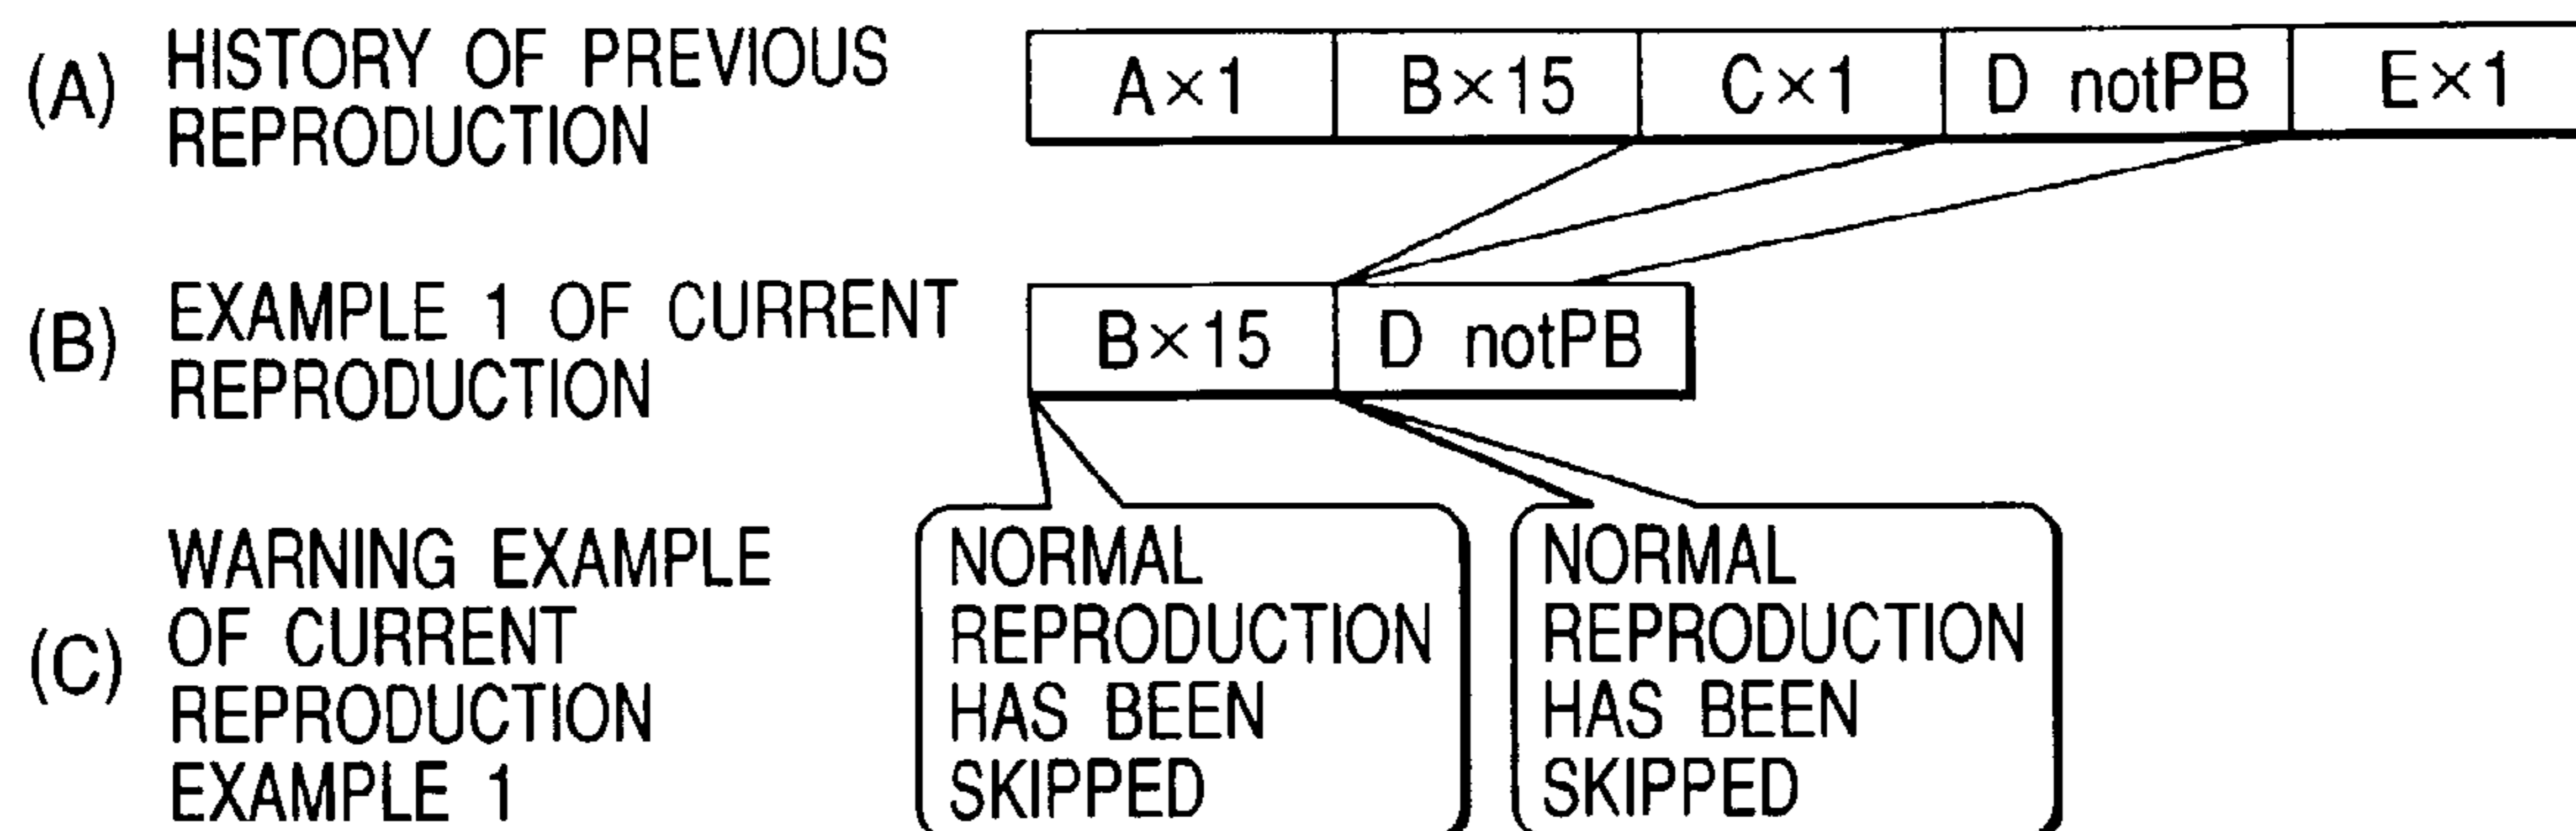 (A) HISTORY OF PREVIOUS
REPRODUCTION
A×1 B×15 C×1 D notPB E×1
(B) EXAMPLE 1 OF CURRENT
REPRODUCTION
B×15 D notPB
(C) WARNING EXAMPLE
OF CURRENT
REPRODUCTION
EXAMPLE 1
NORMAL
REPRODUCTION
HAS BEEN
SKIPPED
NORMAL
REPRODUCTION
HAS BEEN
SKIPPED